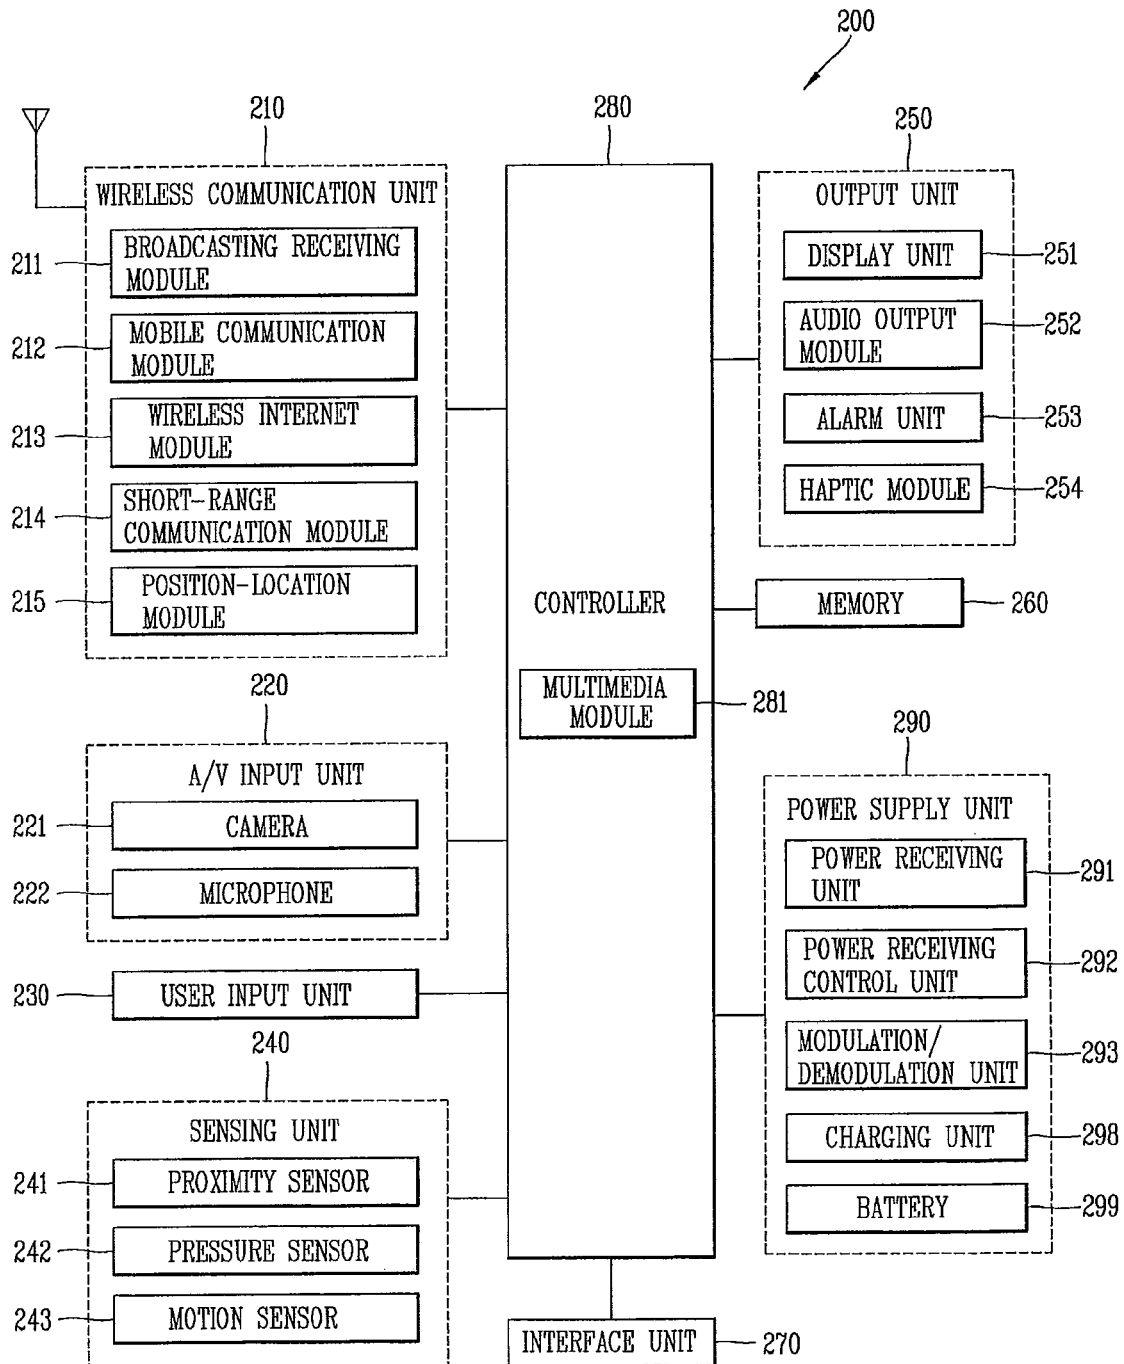 200
210
280
250
WIRELESS COMMUNICATION UNIT
211
BROADCASTING RECEIVING
MODULE
212
MOBILE COMMUNICATION
MODULE
213
WIRELESS INTERNET
MODULE
214
SHORT-RANGE
COMMUNICATION MODULE
215
POSITION-LOCATION
MODULE
220
A/V INPUT UNIT
221
CAMERA
222
MICROPHONE
230
USER INPUT UNIT
240
SENSING UNIT
241
PROXIMITY SENSOR
242
PRESSURE SENSOR
243
MOTION SENSOR
CONTROLLER
MULTIMEDIA
MODULE
281
INTERFACE UNIT
270
OUTPUT UNIT
DISPLAY UNIT
251
AUDIO OUTPUT
MODULE
252
ALARM UNIT
253
HAPTIC MODULE
254
MEMORY
260
290
POWER SUPPLY UNIT
POWER RECEIVING
UNIT
291
POWER RECEIVING
CONTROL UNIT
292
MODULATION/
DEMODULATION UNIT
293
CHARGING UNIT
298
BATTERY
299